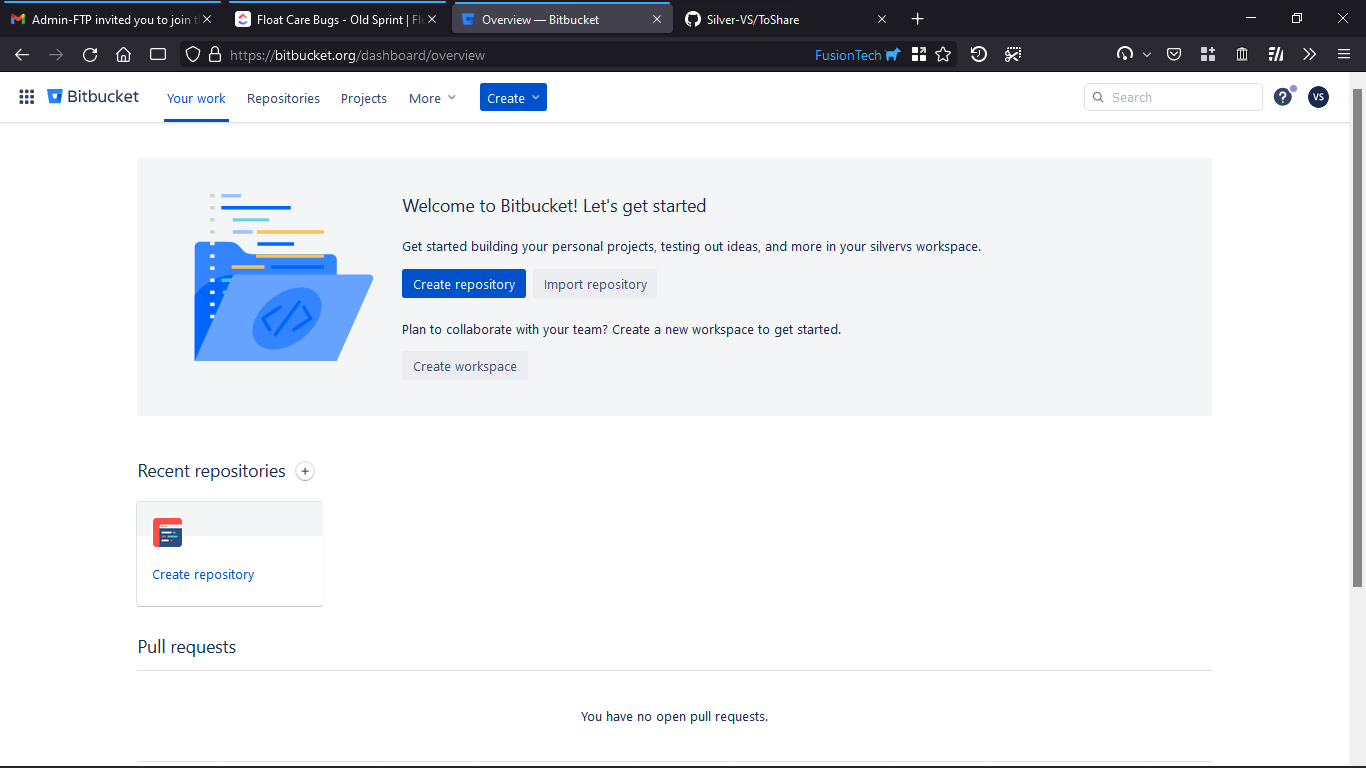 Admin-FTP invited you to join t
Float Care Bugs - Old Sprint | Fl
Overview — Bitbucket
Silver-VS/ToShare
https://bitbucket.org/dashboard/overview
FusionTech
Bitbucket
Your work
Repositories
Projects
More
Create
Search
VS
Welcome to Bitbucket! Let's get started
Get started building your personal projects, testing out ideas, and more in your silvervs workspace.
Create repository
Import repository
Plan to collaborate with your team? Create a new workspace to get started.
Create workspace
Recent repositories
Create repository
Pull requests
You have no open pull requests.